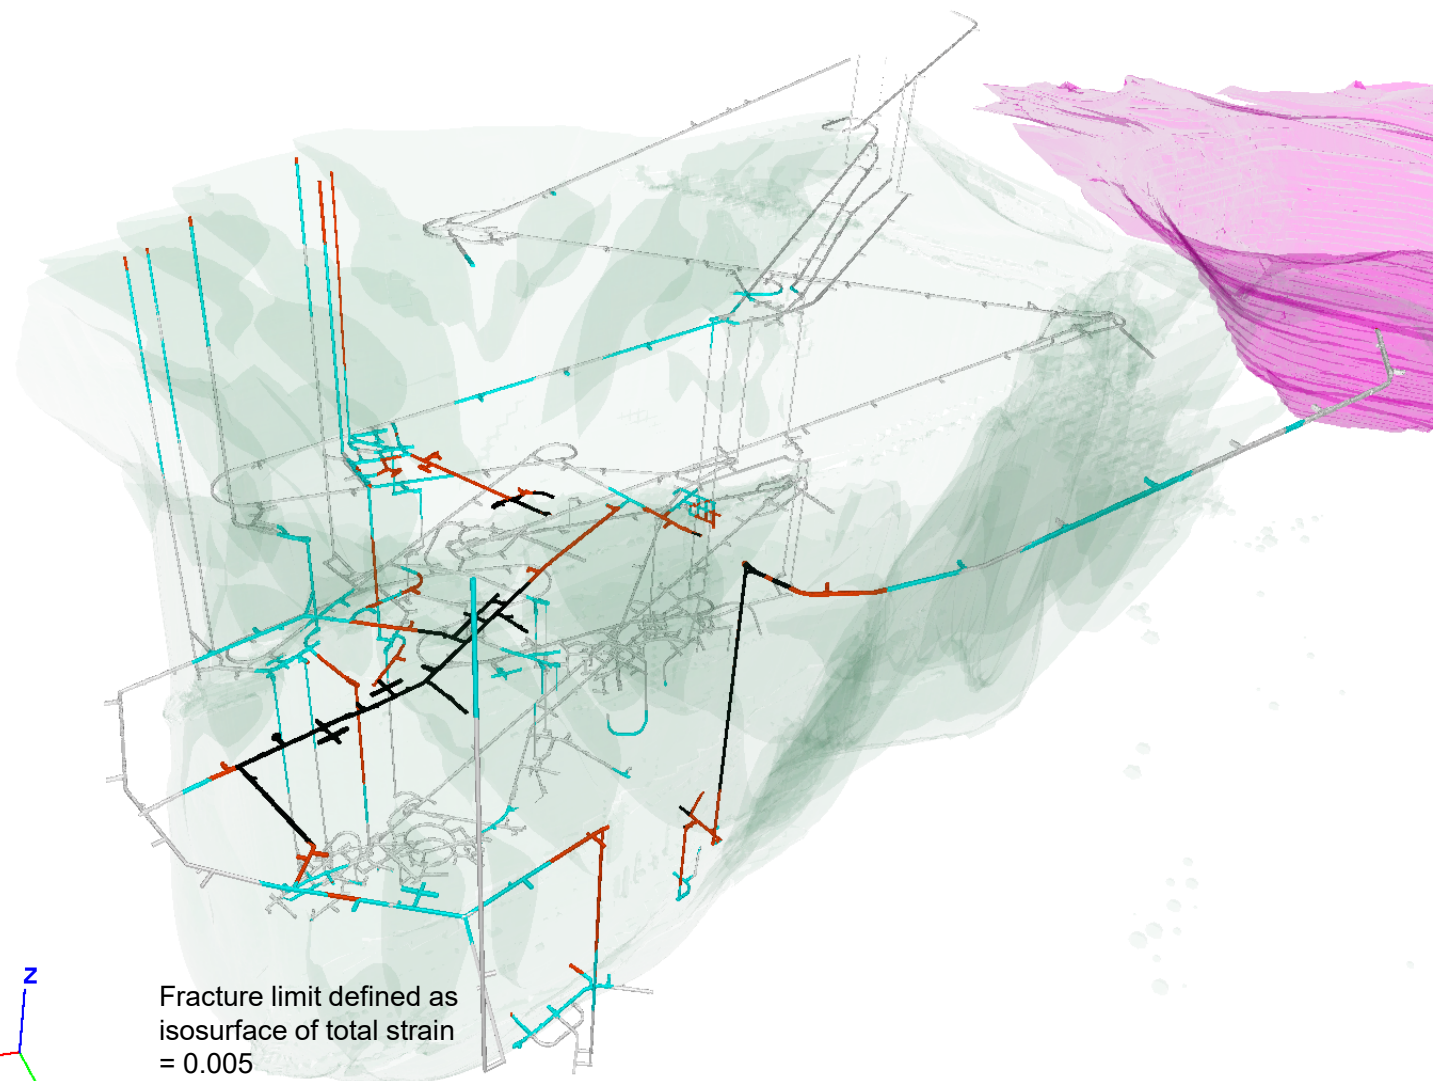 Z
Fracture limit defined as
isosurface of total strain
= 0.005